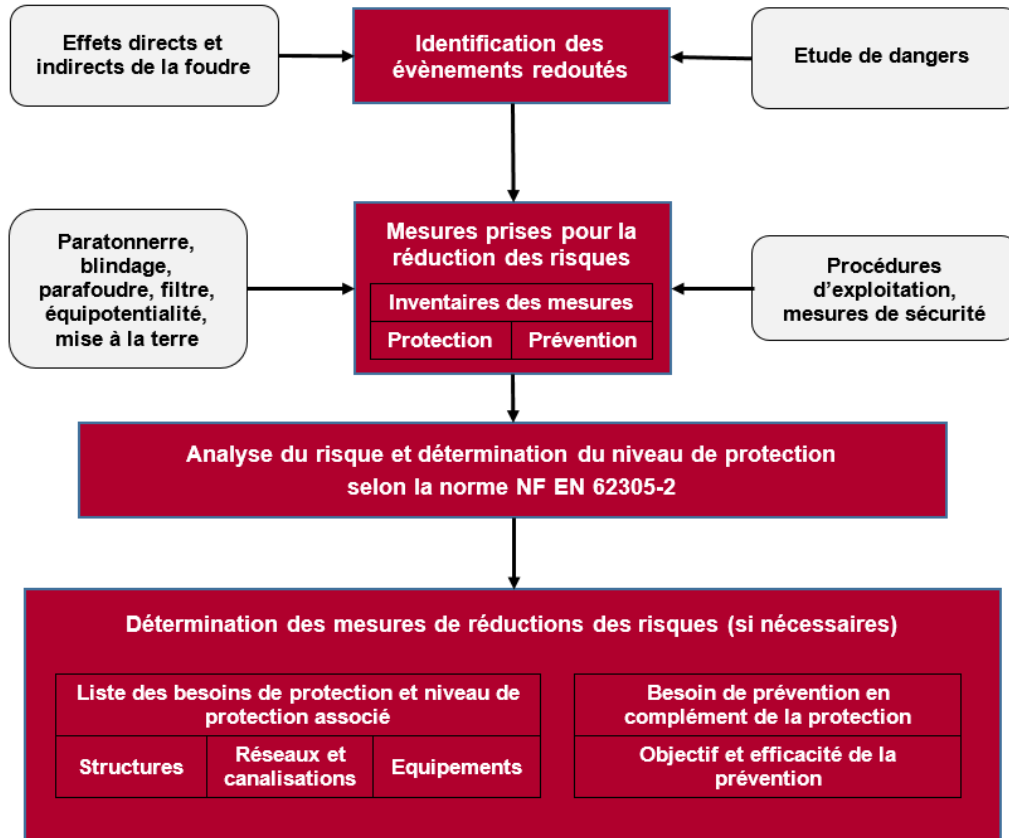 Effets directs et
indirects de la foudre
Identification des
évènements redoutés
Etude de dangers
Paratonnerre,
blindage,
parafoudre, filtre,
équipotentialité,
mise à la terre
Mesures prises pour la
réduction des risques
Inventaires des mesures
Protection
Prévention
Procédures
d'exploitation,
mesures de sécurité
Analyse du risque et détermination du niveau de protection
selon la norme NF EN 62305-2
Détermination des mesures de réductions des risques (si nécessaires)
Liste des besoins de protection et niveau de
protection associé
Structures
Réseaux et
canalisations
Equipements
Besoin de prévention en
complément de la protection
Objectif et efficacité de la
prévention